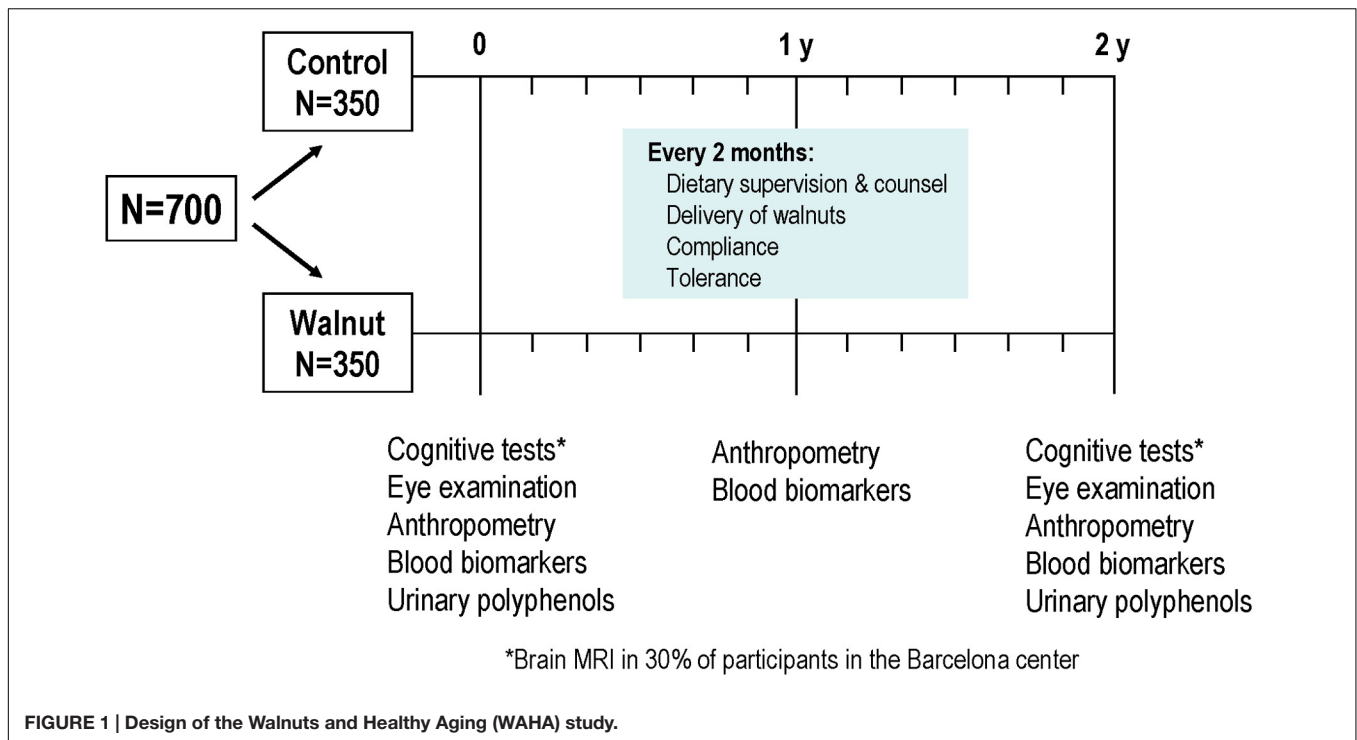 0
1 y
2 y
Control
N=350
N=700
Walnut
N=350
Every 2 months:
Dietary supervision & counsel
Delivery of walnuts
Compliance
Tolerance
Cognitive tests*
Eye examination
Anthropometry
Blood biomarkers
Urinary polyphenols
Anthropometry
Blood biomarkers
Cognitive tests*
Eye examination
Anthropometry
Blood biomarkers
Urinary polyphenols
*Brain MRI in 30% of participants in the Barcelona center
FIGURE 1 | Design of the Walnuts and Healthy Aging (WAHA) study.